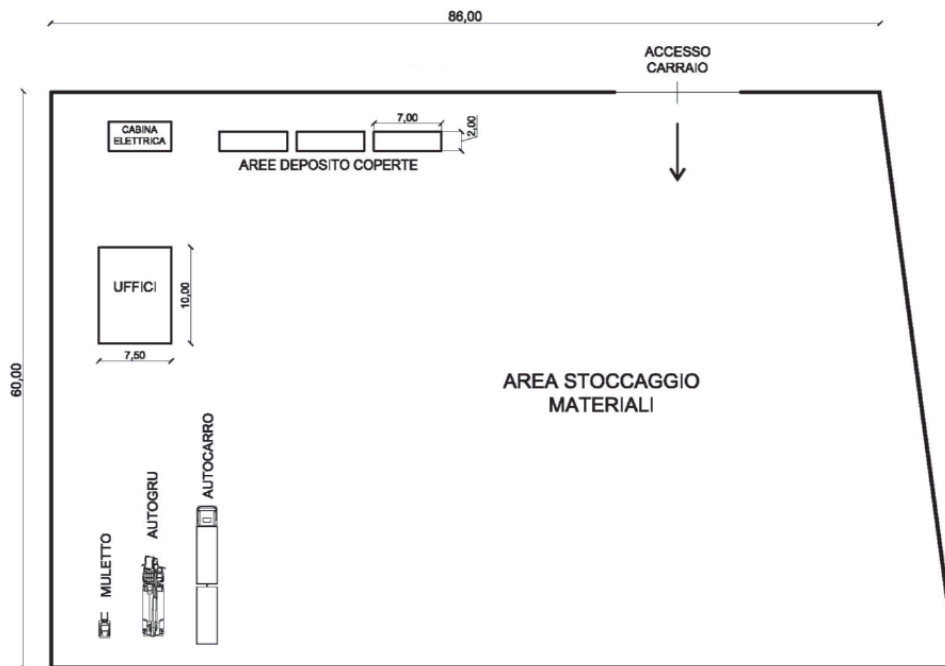 86,00
ACCESSO
CARRAIO
60,00
CABINA
ELETTRICA
7,00
2,00
AREE DEPOSITO COPERTE
UFFICI
10,00
7,50
AREA STOCCAGGIO
MATERIALI
MULETTO
AUTOGRU
AUTOCARRO